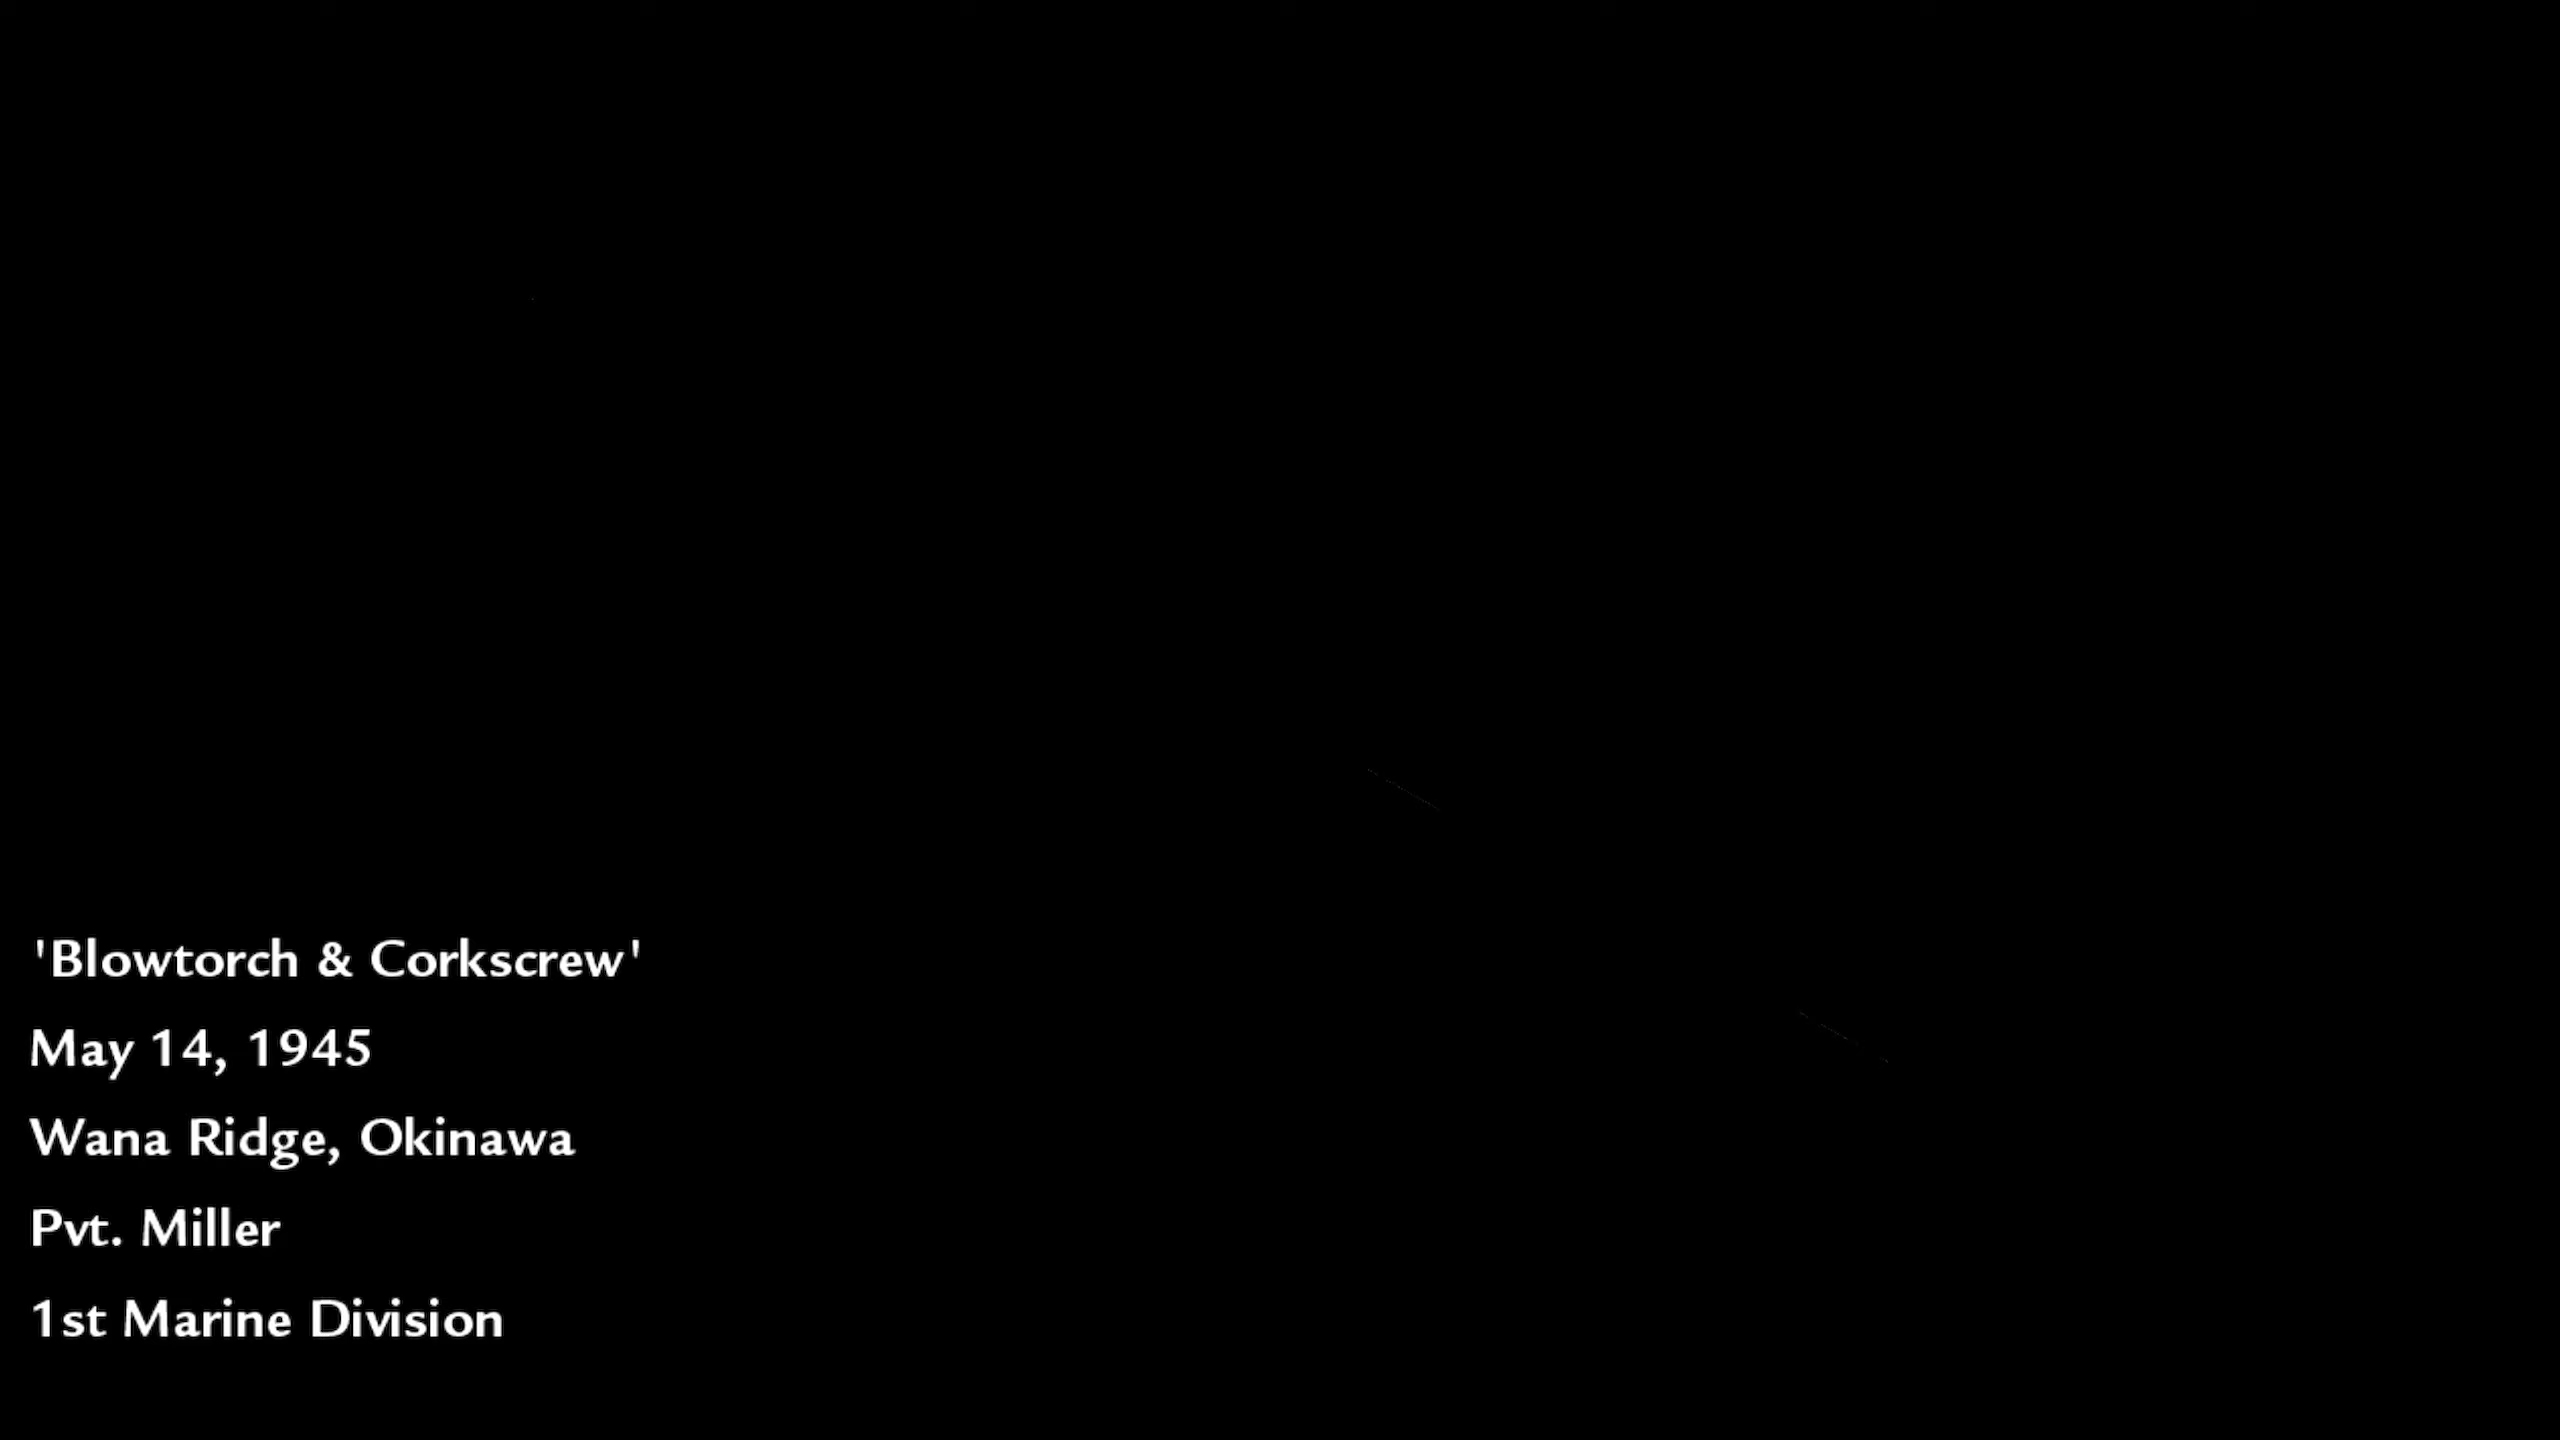 'Blowtorch & Corkscrew'
May 14, 1945
Wana Ridge, Okinawa
Pvt. Miller
1st Marine Division